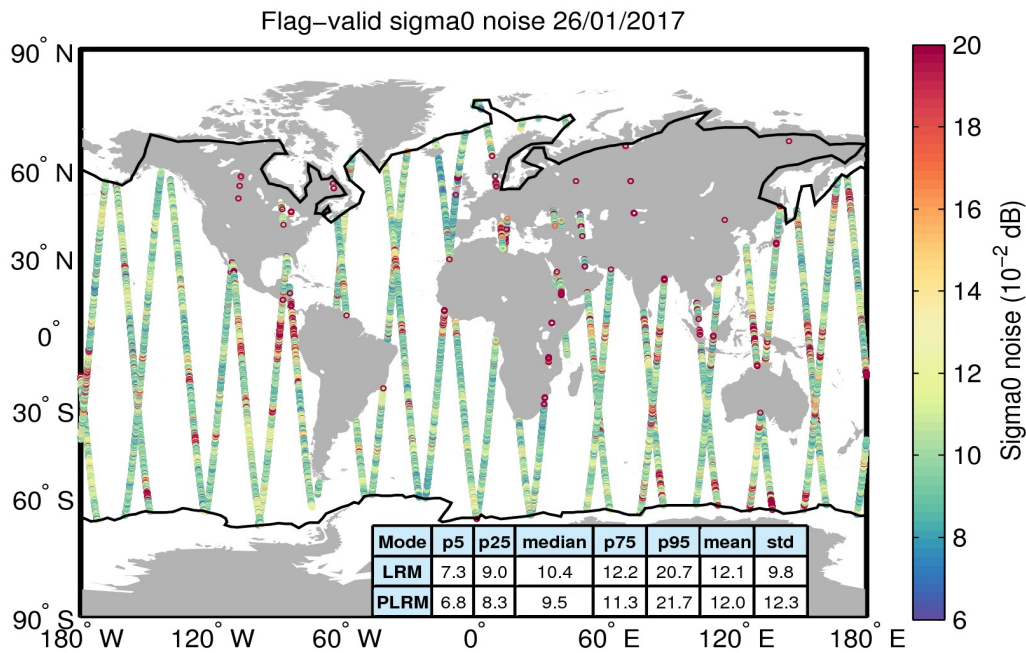 Flag-valid sigma0 noise 26/01/2017
90° N
60° N
30° N
0°
30° S
60° S
90° S
180° W
120° W
60° W
0°
60° E
120° E
180° E
Mode p5 p25 median p75 p95 mean std
LRM 7.3 9.0 10.4 12.2 20.7 12.1 9.8
PLRM 6.8 8.3 9.5 11.3 21.7 12.0 12.3
20
18
16
14
12
10
8
6
Sigma0 noise (10⁻² dB)